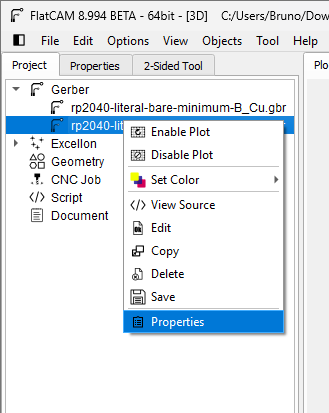 FlatCAM 8.994 BETA - 64bit - [3D] C:/Users/Bruno/Dow
File Edit View Options Objects Tool Help
Project Properties 2-Sided Tool Plo
Gerber
rp2040-literal-bare-minimum-B_Cu.gbr
rp2040-lit
Excellon
Geometry
CNC Job
Script
Document
Enable Plot
Disable Plot
Set Color
View Source
Edit
Copy
Delete
Save
Properties